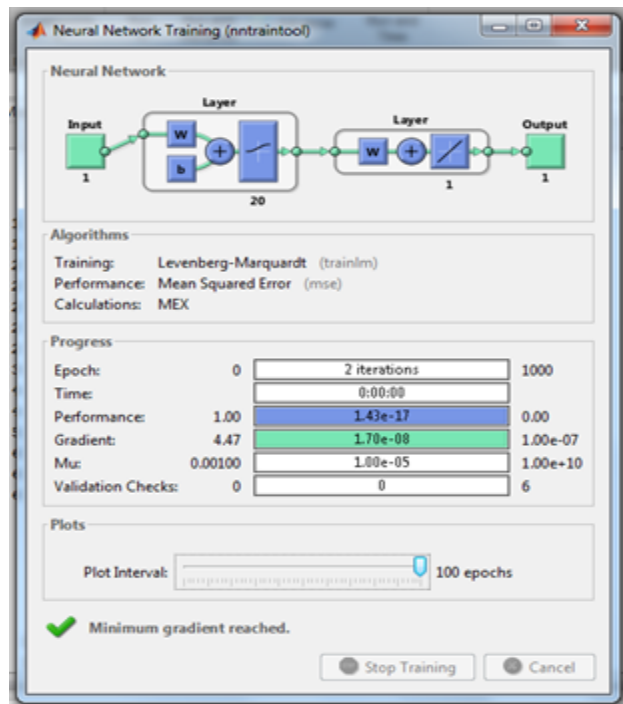 Neural Network Training (nntraintool)
Neural Network
Layer
Input
W
b
+
1
20
Layer
W
+
1
Output
1
Algorithms
Training: Levenberg-Marquardt (trainlm)
Performance: Mean Squared Error (mse)
Calculations: MEX
Progress
Epoch: 0 2 iterations 1000
Time: 0:00:00
Performance: 1.00 1.43e-17 0.00
Gradient: 4.47 1.70e-08 1.00e-07
Mu: 0.00100 1.00e-05 1.00e+10
Validation Checks: 0 0 6
Plots
Plot Interval: 100 epochs
Minimum gradient reached.
Stop Training Cancel